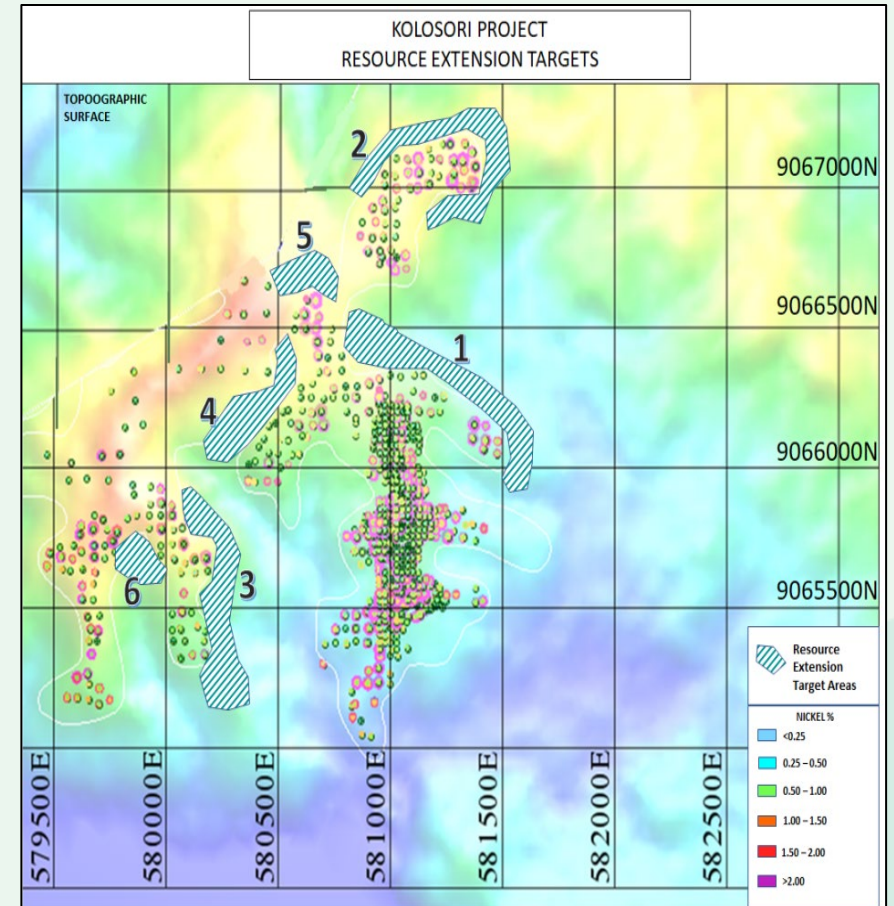 KOLOSORI PROJECT
RESOURCE EXTENSION TARGETS
TOPOOGRAPHIC
SURFACE
2
9067000N
5
9066500N
1
4
9066000N
3
6
9065500N
Resource
Extension
Target Areas
NICKEL %
<0.25
0.25 – 0.50
0.50 – 1.00
1.00 – 1.50
1.50 – 2.00
>2.00
579500E
580000E
580500E
581000E
581500E
582000E
582500E